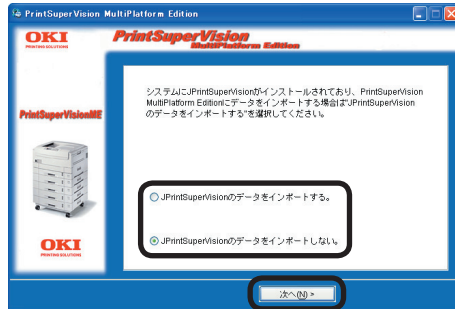 PrintSuperVision MultiPlatform Edition
OKI
PRINTING SOLUTIONS
PrintSuperVision
MultiPlatform Edition
システムにJPrintSuperVisionがインストールされており、PrintSuperVision
MultiPlatform Editionにデータをインポートする場合は"JPrintSuperVision
のデータをインポートする"を選択してください。
PrintSuperVisionME
JPrintSuperVisionのデータをインポートする。
JPrintSuperVisionのデータをインポートしない。
OKI
PRINTING SOLUTIONS
次へ(N) >